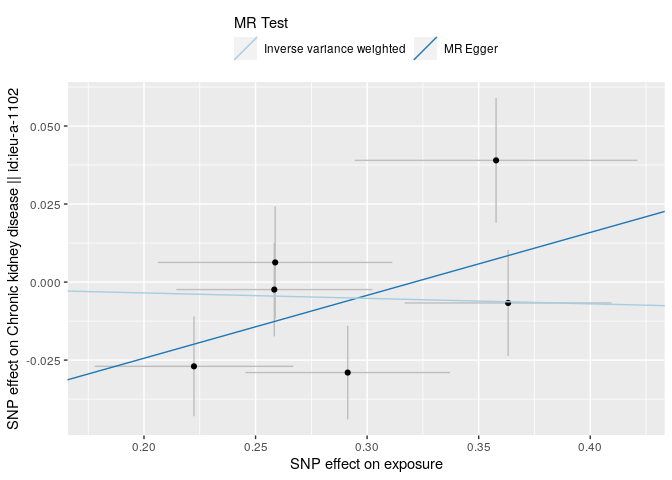 MR Test
Inverse variance weighted
MR Egger
SNP effect on Chronic kidney disease || id:ieu-a-1102
0.050
0.025
0.000
-0.025
0.20
0.25
0.30
0.35
0.40
SNP effect on exposure